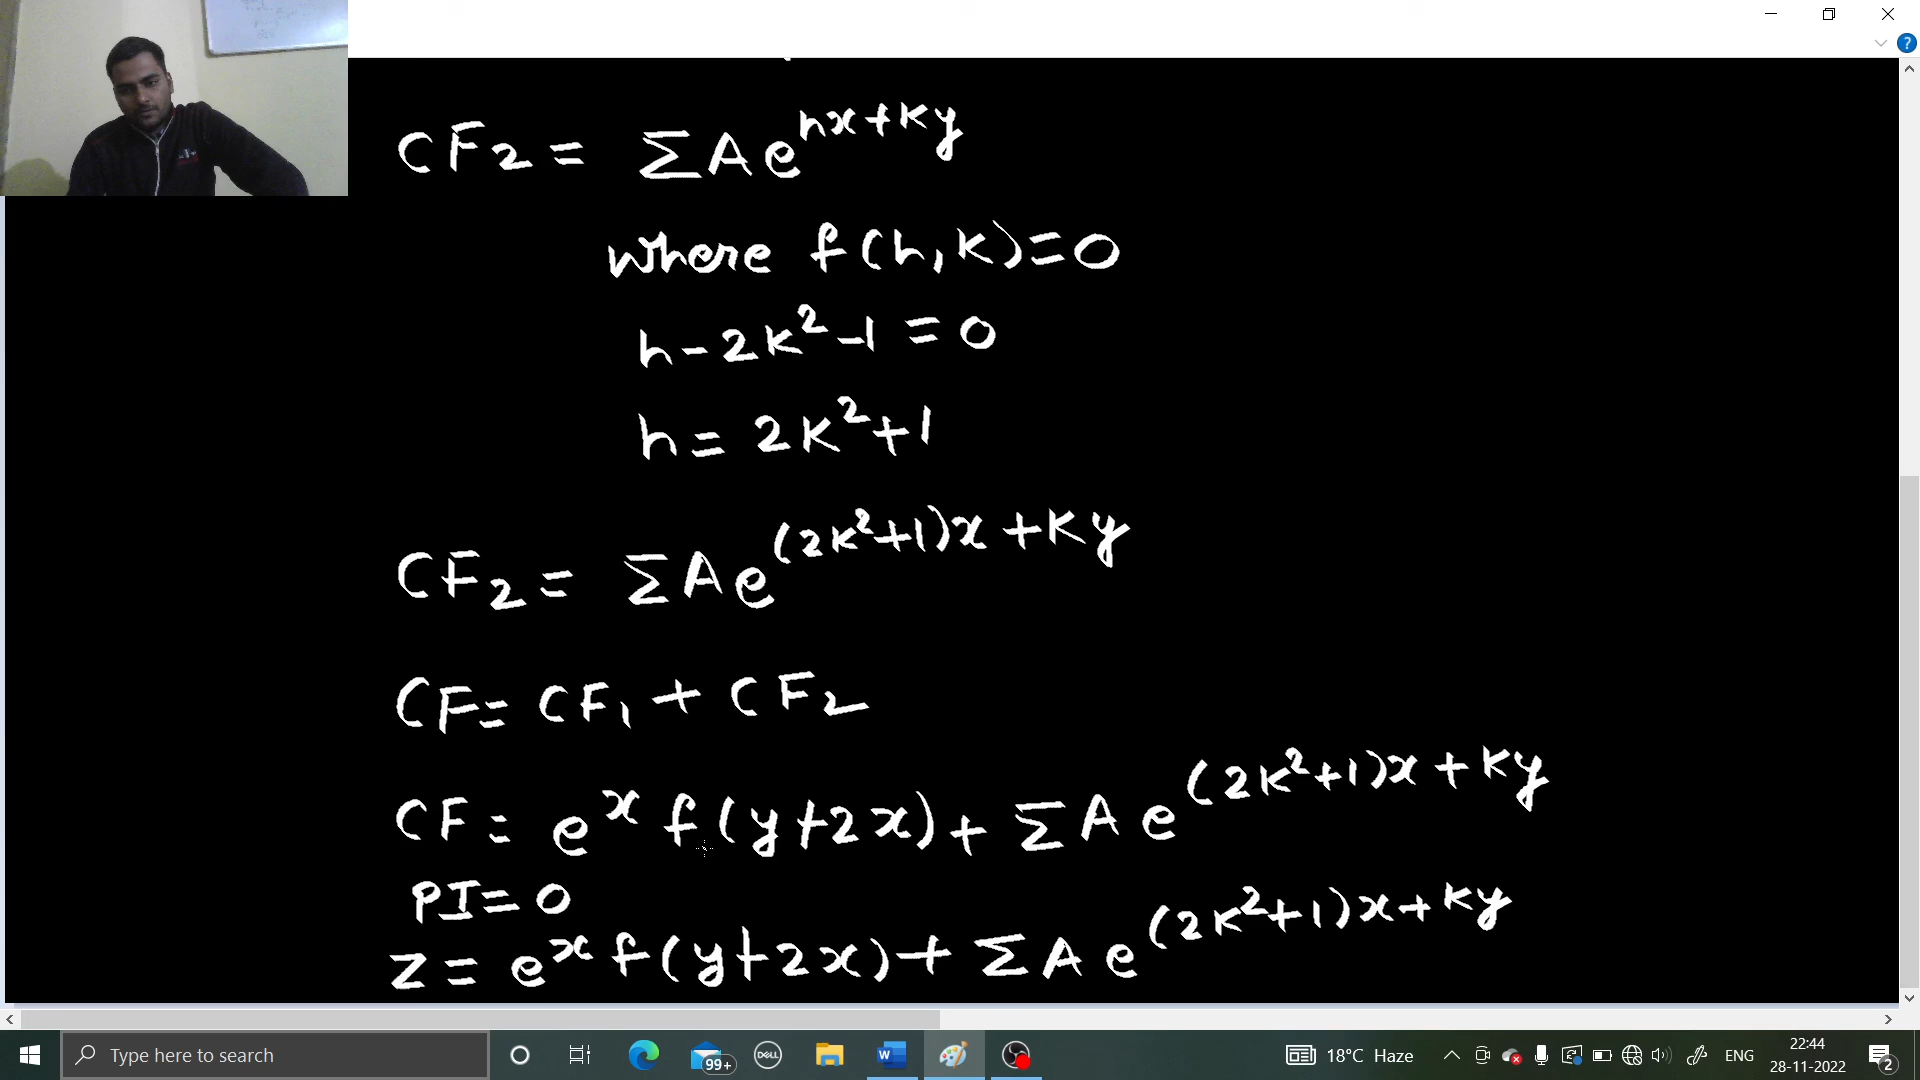 CF₂ = ΣAe^(hx+ky)
where f(h,k)=0
h-2k²-1=0
h=2k²+1
CF₂ = ΣAe^((2k²+1)x+ky)
CF=CF₁+CF₂
CF=e^x f(y+2x)+ΣAe^((2k²+1)x+ky)
PI=0
Z=e^x f(y+2x)+ΣAe^((2k²+1)x+ky)
Type here to search
99+
DELL
W
18°C Haze
ENG
22:44
28-11-2022
2